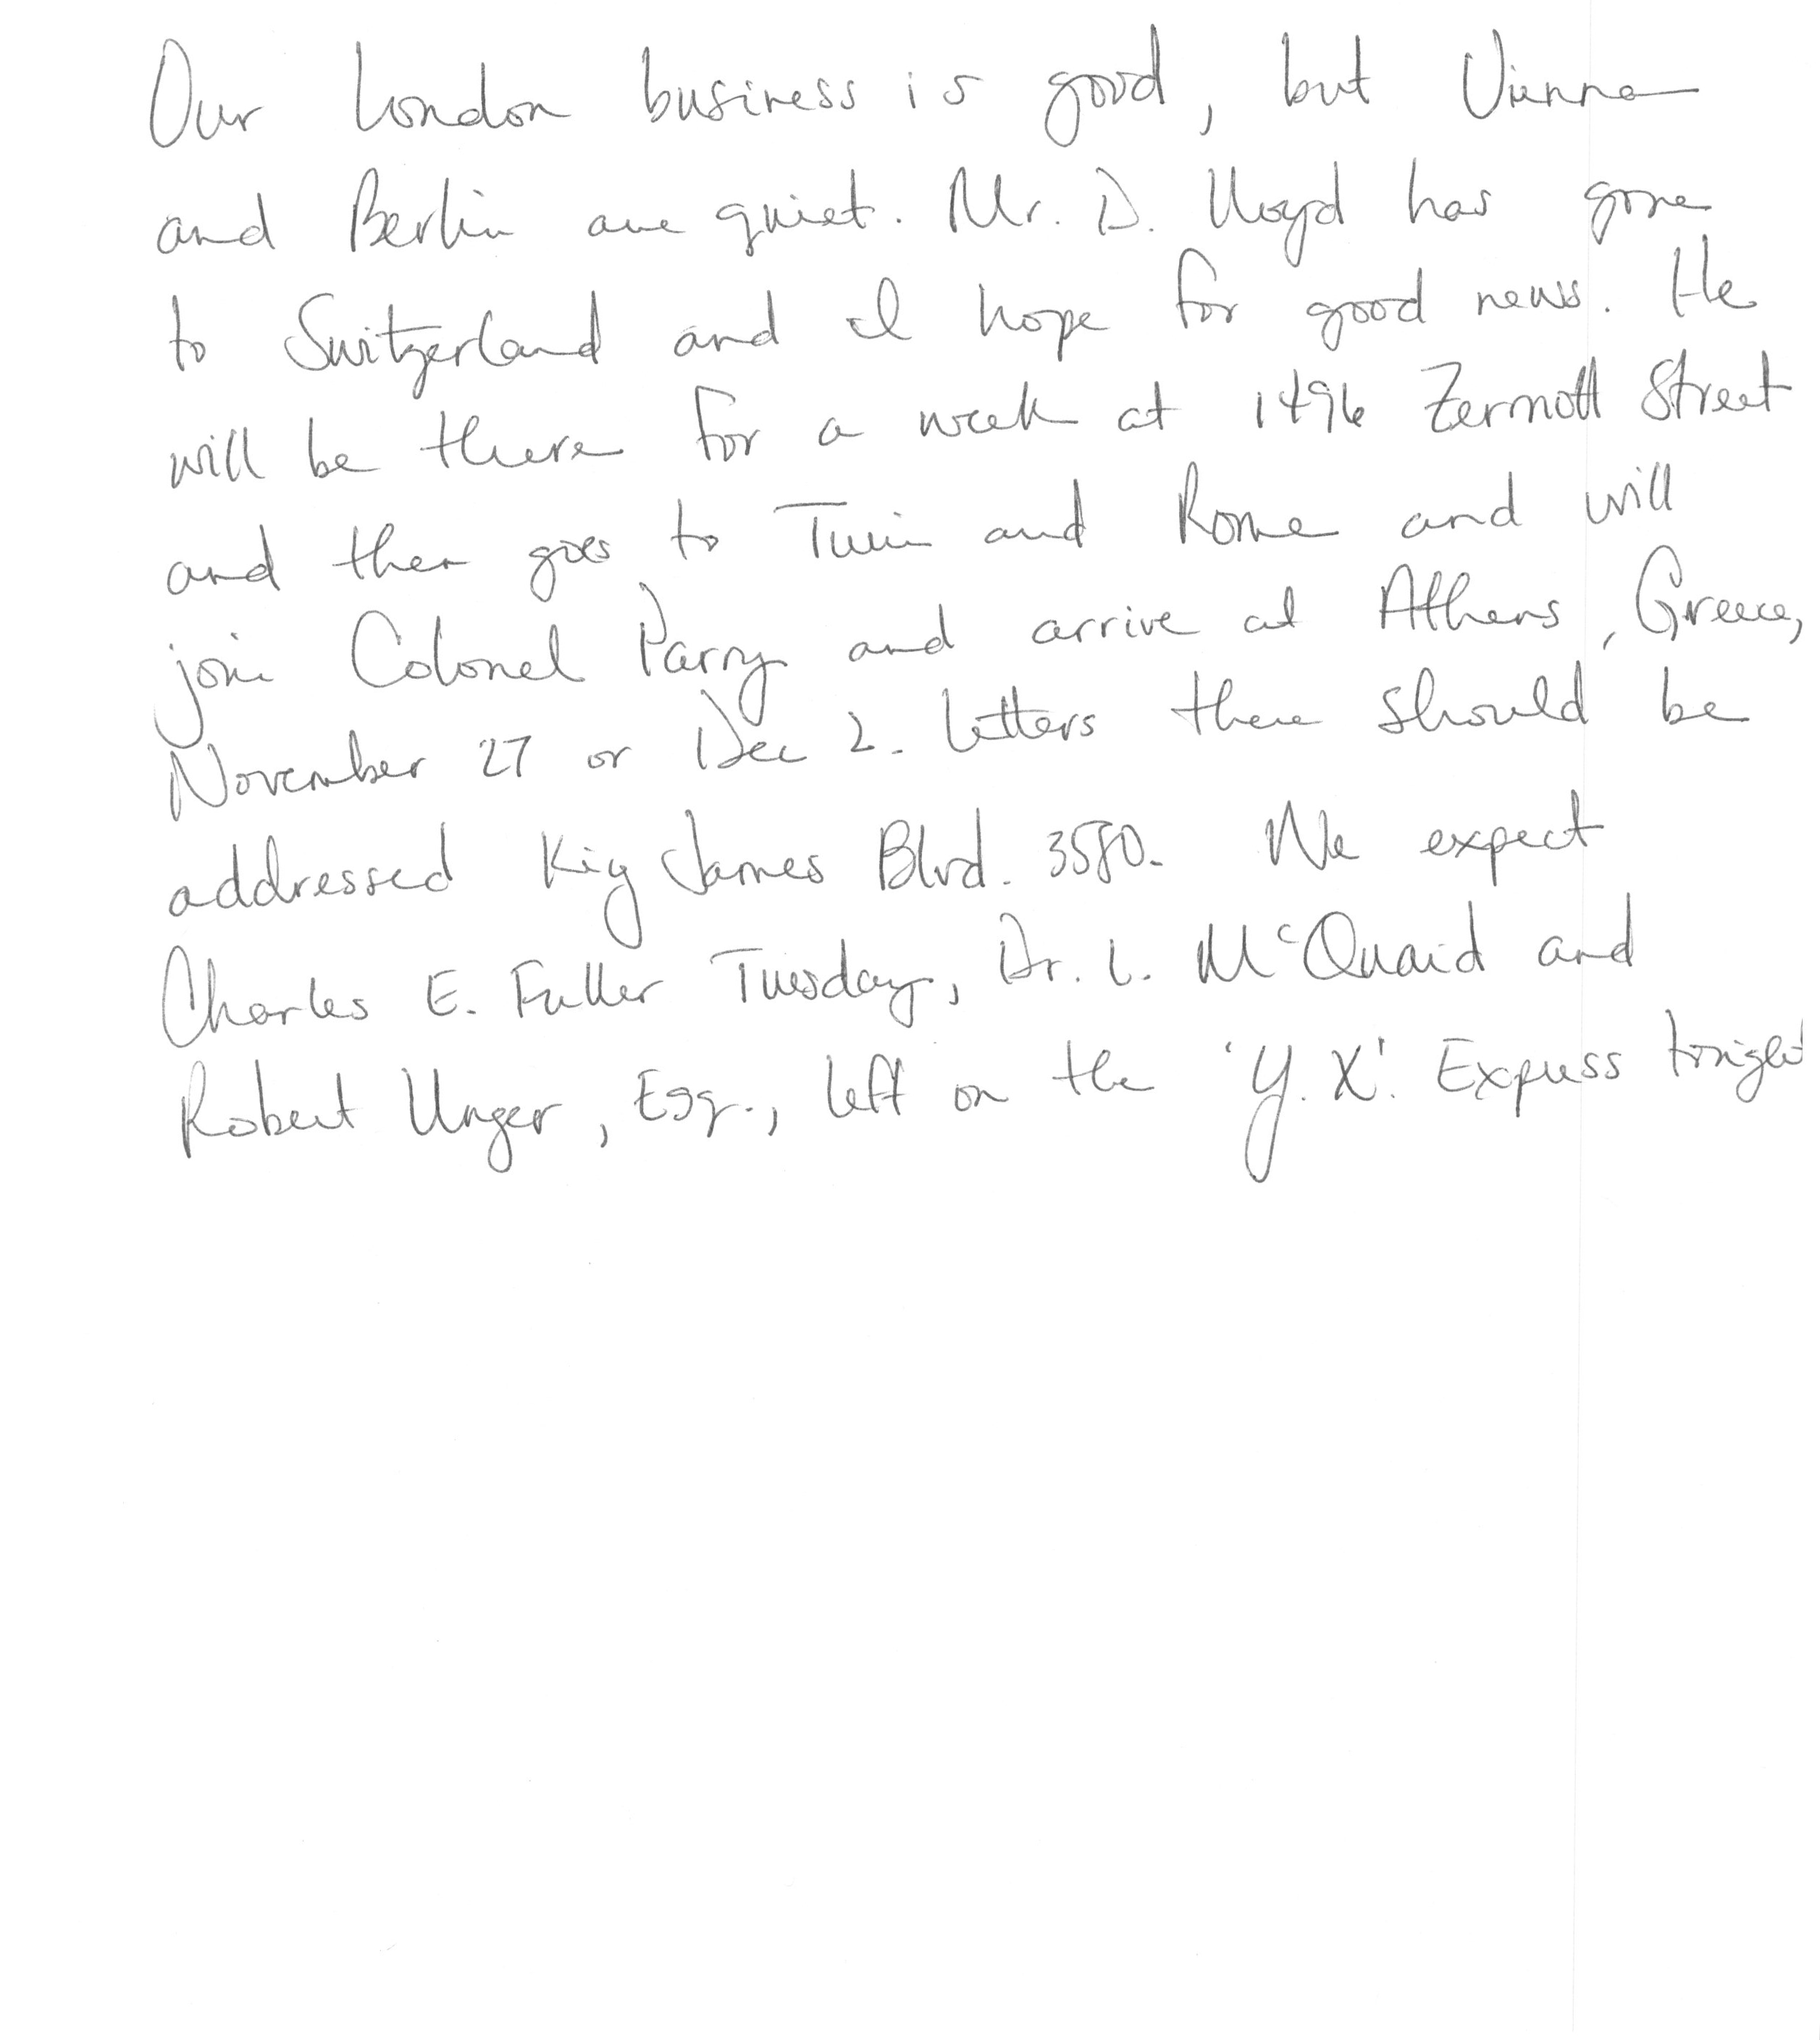 Our London business is good, but Vienna
and Berlin are quiet. Mr. D. Lloyd has gone
to Switzerland and I hope for good news. He
will be there for a week at 1496 Zermott Street
and then goes to Turin and Rome and will
join Colonel Parry and arrive at Athens, Greece,
November 27 or Dec 2. Letters there should be
addressed King James Blvd. 3580. We expect
Charles E. Fuller Tuesday, Dr. L. McQuaid and
Robert Unger, Esq., left on the 'Y.X.' Express tonight